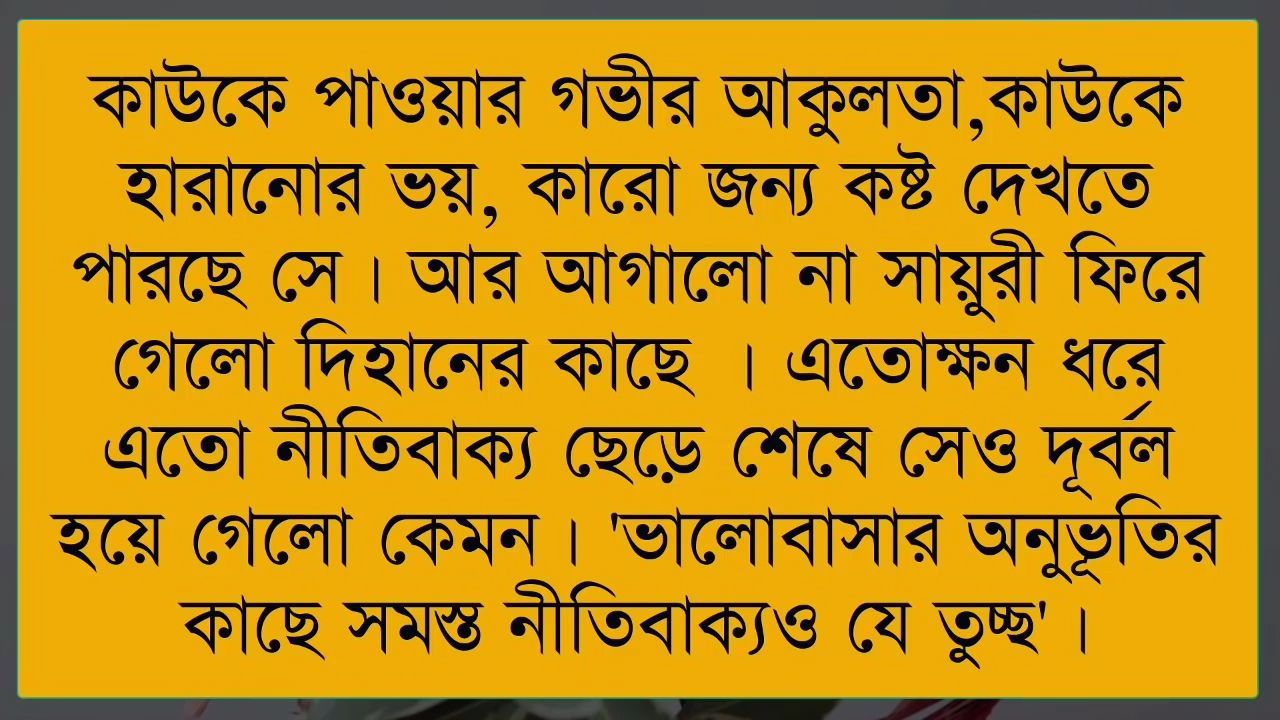 কাউকে পাওয়ার গভীর আকুলতা,কাউকে
হারানোর ভয়, কারো জন্য কষ্ট দেখতে
পারছে সে। আর আগালো না সায়ুরী ফিরে
গেলো দিহানের কাছে । এতোক্ষন ধরে
এতো নীতিবাক্য ছেড়ে শেষে সেও দূর্বল
হয়ে গেলো কেমন। 'ভালোবাসার অনুভূতির
কাছে সমস্ত নীতিবাক্যও যে তুচ্ছ'।